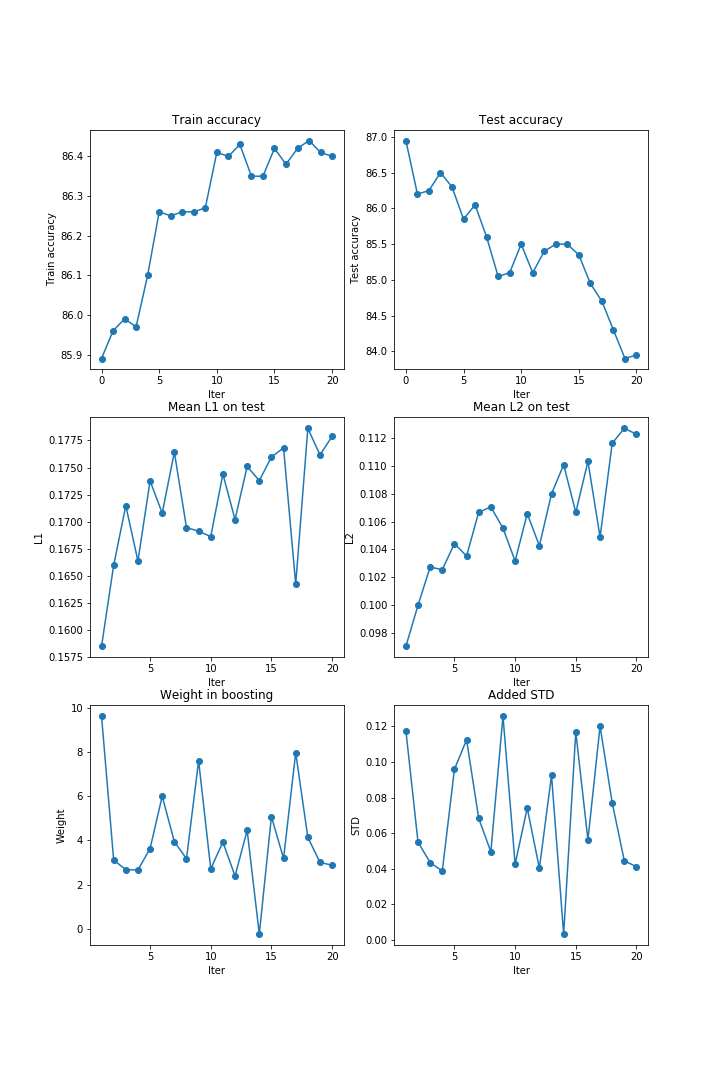 Train accuracy
Test accuracy
Train accuracy
86.4
86.3
86.2
86.1
86.0
85.9
0 5 10 15 20
Iter
Test accuracy
87.0
86.5
86.0
85.5
85.0
84.5
84.0
0 5 10 15 20
Iter
Mean L1 on test
Mean L2 on test
L1
0.1775
0.1750
0.1725
0.1700
0.1675
0.1650
0.1625
0.1600
0.1575
5 10 15 20
Iter
L2
0.112
0.110
0.108
0.106
0.104
0.102
0.100
0.098
5 10 15 20
Iter
Weight in boosting
Added STD
Weight
10
8
6
4
2
0
5 10 15 20
Iter
STD
0.12
0.10
0.08
0.06
0.04
0.02
0.00
5 10 15 20
Iter